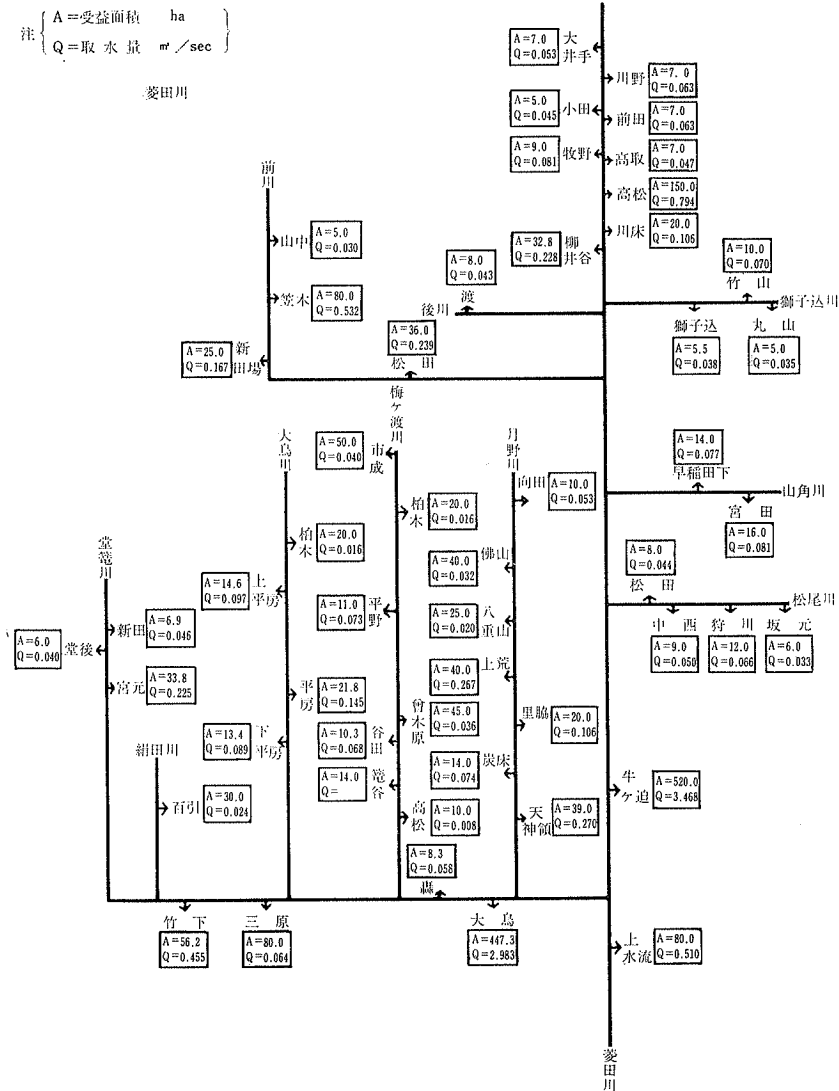 注 A=受益面積 ha
Q=取水量 ㎥/sec
菱田川
A=7.0
Q=0.053
大井手
川野
A=7.0
Q=0.063
A=5.0
Q=0.045
小田
前田
A=7.0
Q=0.063
A=9.0
Q=0.081
牧野
高取
A=7.0
Q=0.047
高松
A=150.0
Q=0.794
川床
A=20.0
Q=0.106
A=32.8
Q=0.228
柳井谷
前川
山中
A=5.0
Q=0.030
笠木
A=80.0
Q=0.532
A=25.0
Q=0.167
新田場
A=8.0
Q=0.043
渡
後川
A=36.0
Q=0.239
松田
A=10.0
Q=0.070
竹山
獅子込川
獅子込
A=5.5
Q=0.038
丸山
A=5.0
Q=0.035
A=14.0
Q=0.077
早稲田下
山角川
宮田
A=16.0
Q=0.081
A=8.0
Q=0.044
松田
松尾川
中西
A=9.0
Q=0.050
狩川
A=12.0
Q=0.066
坂元
A=6.0
Q=0.033
堂篭川
新田
A=6.9
Q=0.046
A=6.0
Q=0.040
堂後
宮元
A=33.8
Q=0.225
絹田川
百引
A=30.0
Q=0.024
大鳥川
柏木
A=20.0
Q=0.016
A=14.6
Q=0.097
上平房
平房
A=21.8
Q=0.145
A=13.4
Q=0.089
下平房
梅ケ渡川
A=50.0
Q=0.040
市成
柏木
A=20.0
Q=0.016
A=11.0
Q=0.073
平野
曾木原
A=45.0
Q=0.036
A=10.3
Q=0.068
谷田
A=14.0
Q=
篭谷
高松
A=10.0
Q=0.008
月野川
向田
A=10.0
Q=0.053
A=40.0
Q=0.032
佛山
A=25.0
Q=0.020
八重山
A=40.0
Q=0.267
上荒
里脇
A=20.0
Q=0.106
A=14.0
Q=0.074
炭床
天神領
A=39.0
Q=0.270
A=8.3
Q=0.058
轟
竹下
A=56.2
Q=0.455
三原
A=80.0
Q=0.064
大鳥
A=447.3
Q=2.983
牛ケ迫
A=520.0
Q=3.468
上水流
A=80.0
Q=0.510
菱田川